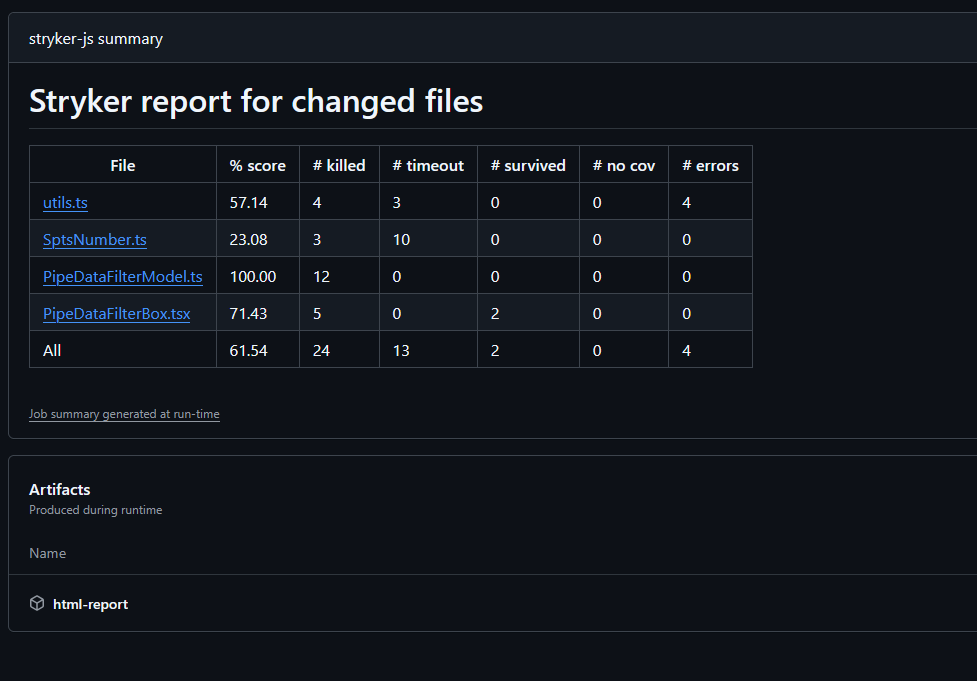 stryker-js summary
Stryker report for changed files
File % score # killed # timeout # survived # no cov # errors
utils.ts 57.14 4 3 0 0 4
SptsNumber.ts 23.08 3 10 0 0 0
PipeDataFilterModel.ts 100.00 12 0 0 0 0
PipeDataFilterBox.tsx 71.43 5 0 2 0 0
All 61.54 24 13 2 0 4
Job summary generated at run-time
Artifacts
Produced during runtime
Name
html-report